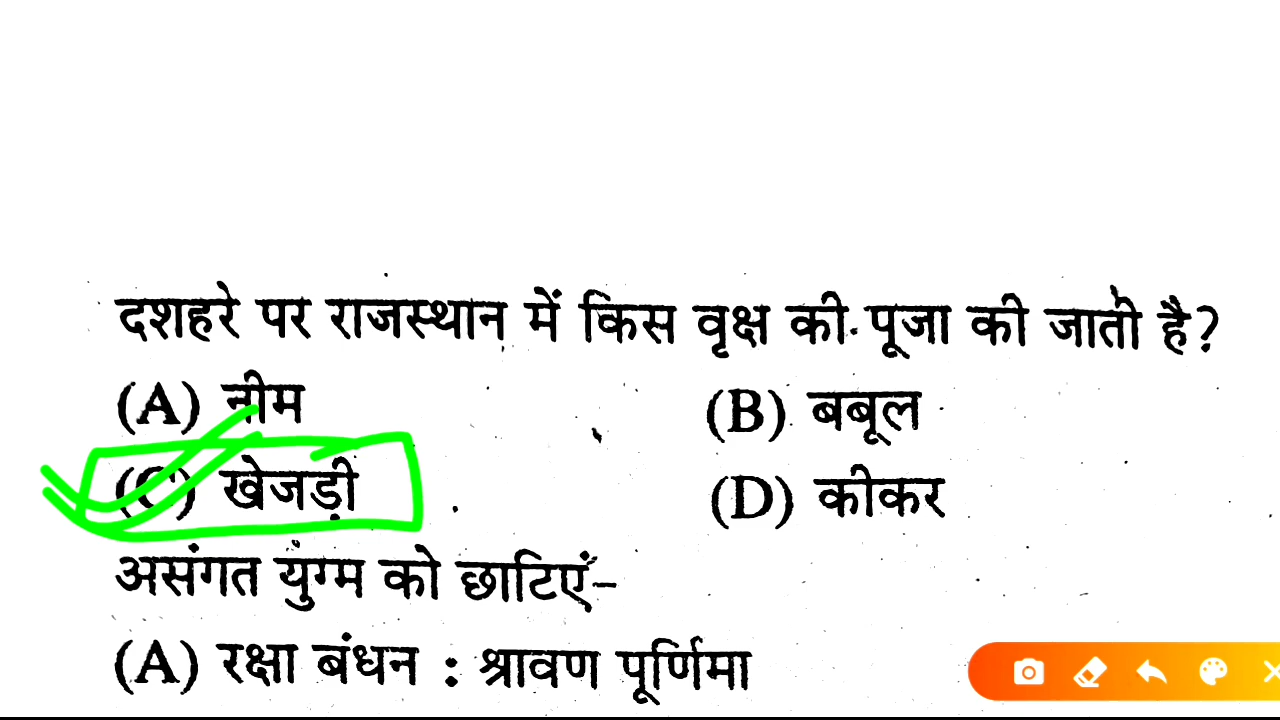 दशहरे पर राजस्थान में किस वृक्ष की पूजा की जाती है?
(A) नीम (B) बबूल
(C) खेजड़ी (D) कीकर
असंगत युग्म को छाटिएं-
(A) रक्षा बंधन : श्रावण पूर्णिमा